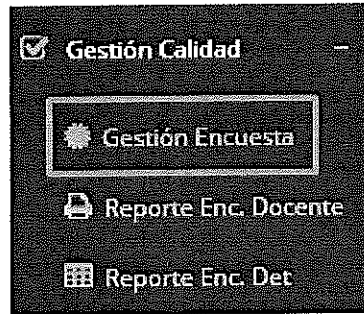 Gestión Calidad
Gestión Encuesta
Reporte Enc. Docente
Reporte Enc. Det